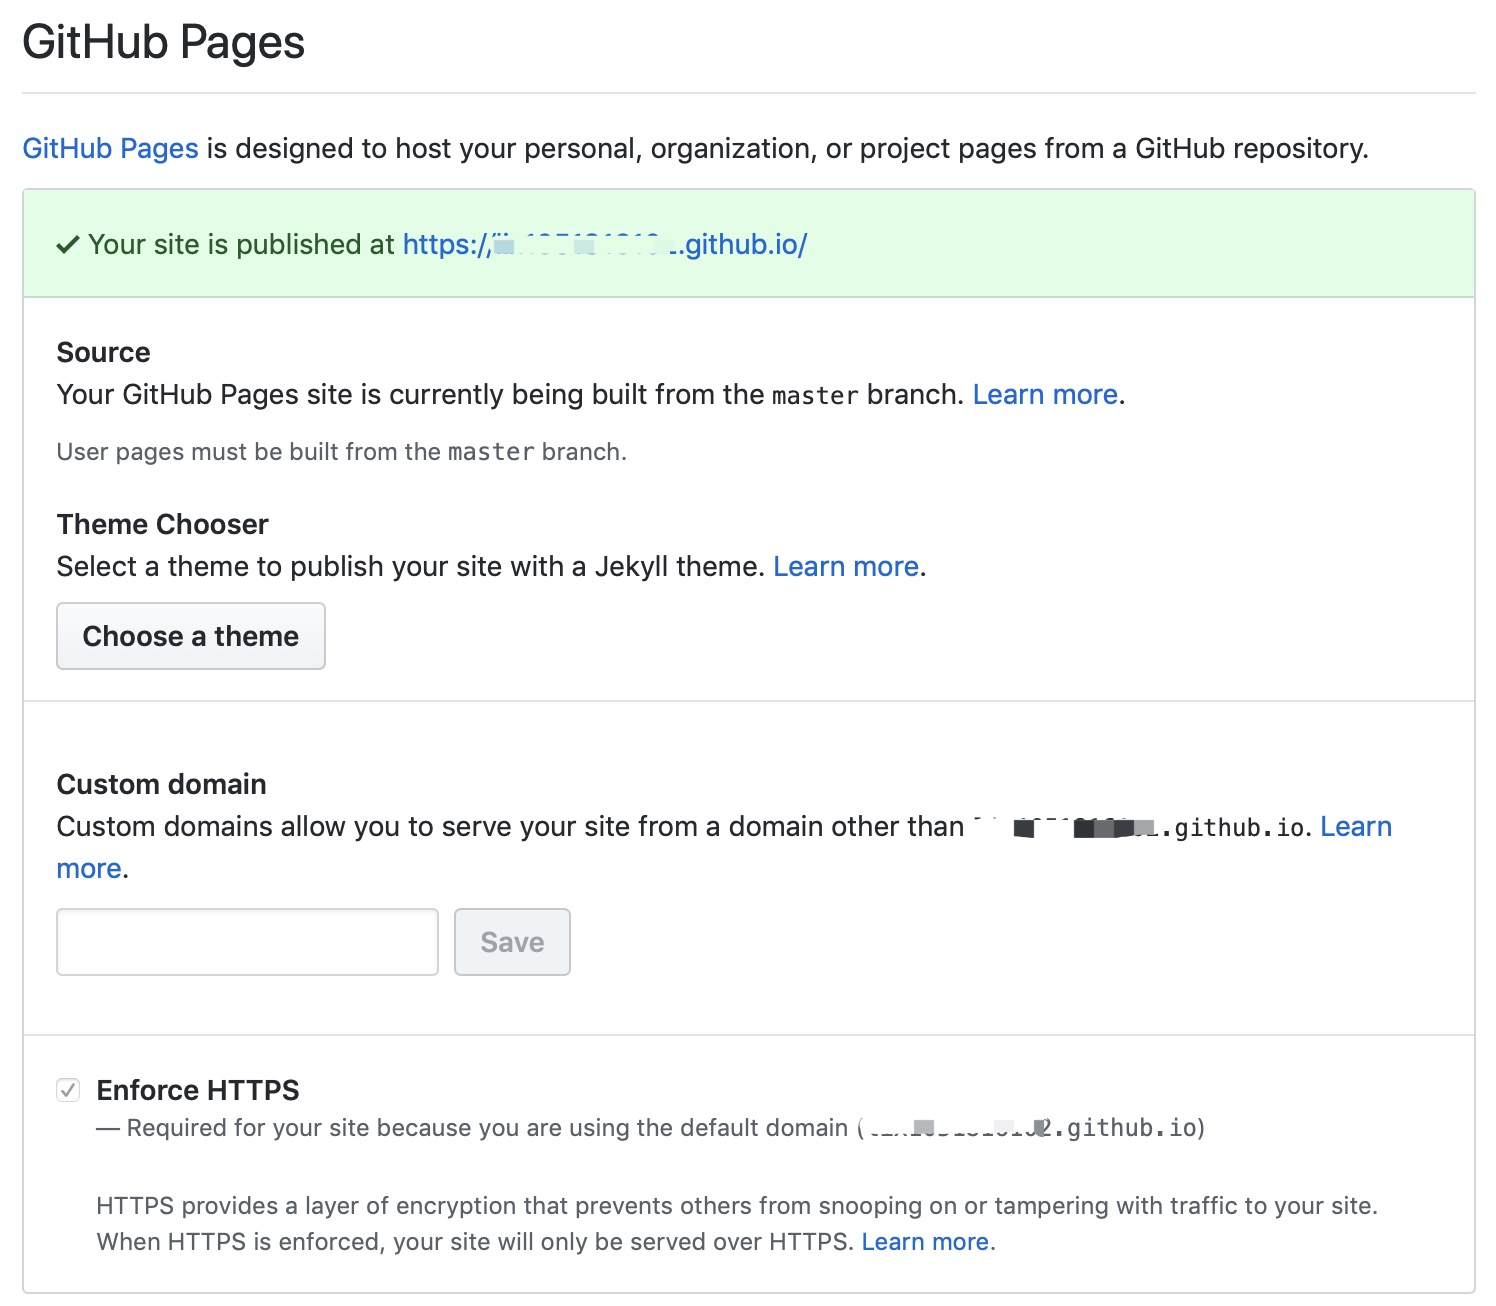 GitHub Pages
GitHub Pages is designed to host your personal, organization, or project pages from a GitHub repository.
Your site is published at https:// .github.io/
Source
Your GitHub Pages site is currently being built from the master branch. Learn more.
User pages must be built from the master branch.
Theme Chooser
Select a theme to publish your site with a Jekyll theme. Learn more.
Choose a theme
Custom domain
Custom domains allow you to serve your site from a domain other than .github.io. Learn
more.
Save
Enforce HTTPS
— Required for your site because you are using the default domain ( .github.io)
HTTPS provides a layer of encryption that prevents others from snooping on or tampering with traffic to your site.
When HTTPS is enforced, your site will only be served over HTTPS. Learn more.